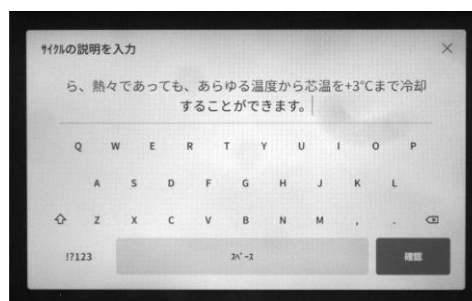 ｻｲｸﾙの説明を入力
ら、熱々であっても、あらゆる温度から芯温を+3°Cまで冷却
することができます。
Q W E R T Y U I O P
A S D F G H J K L
Z X C V B N M , .
!?123 ｽﾍﾟｰｽ 確認